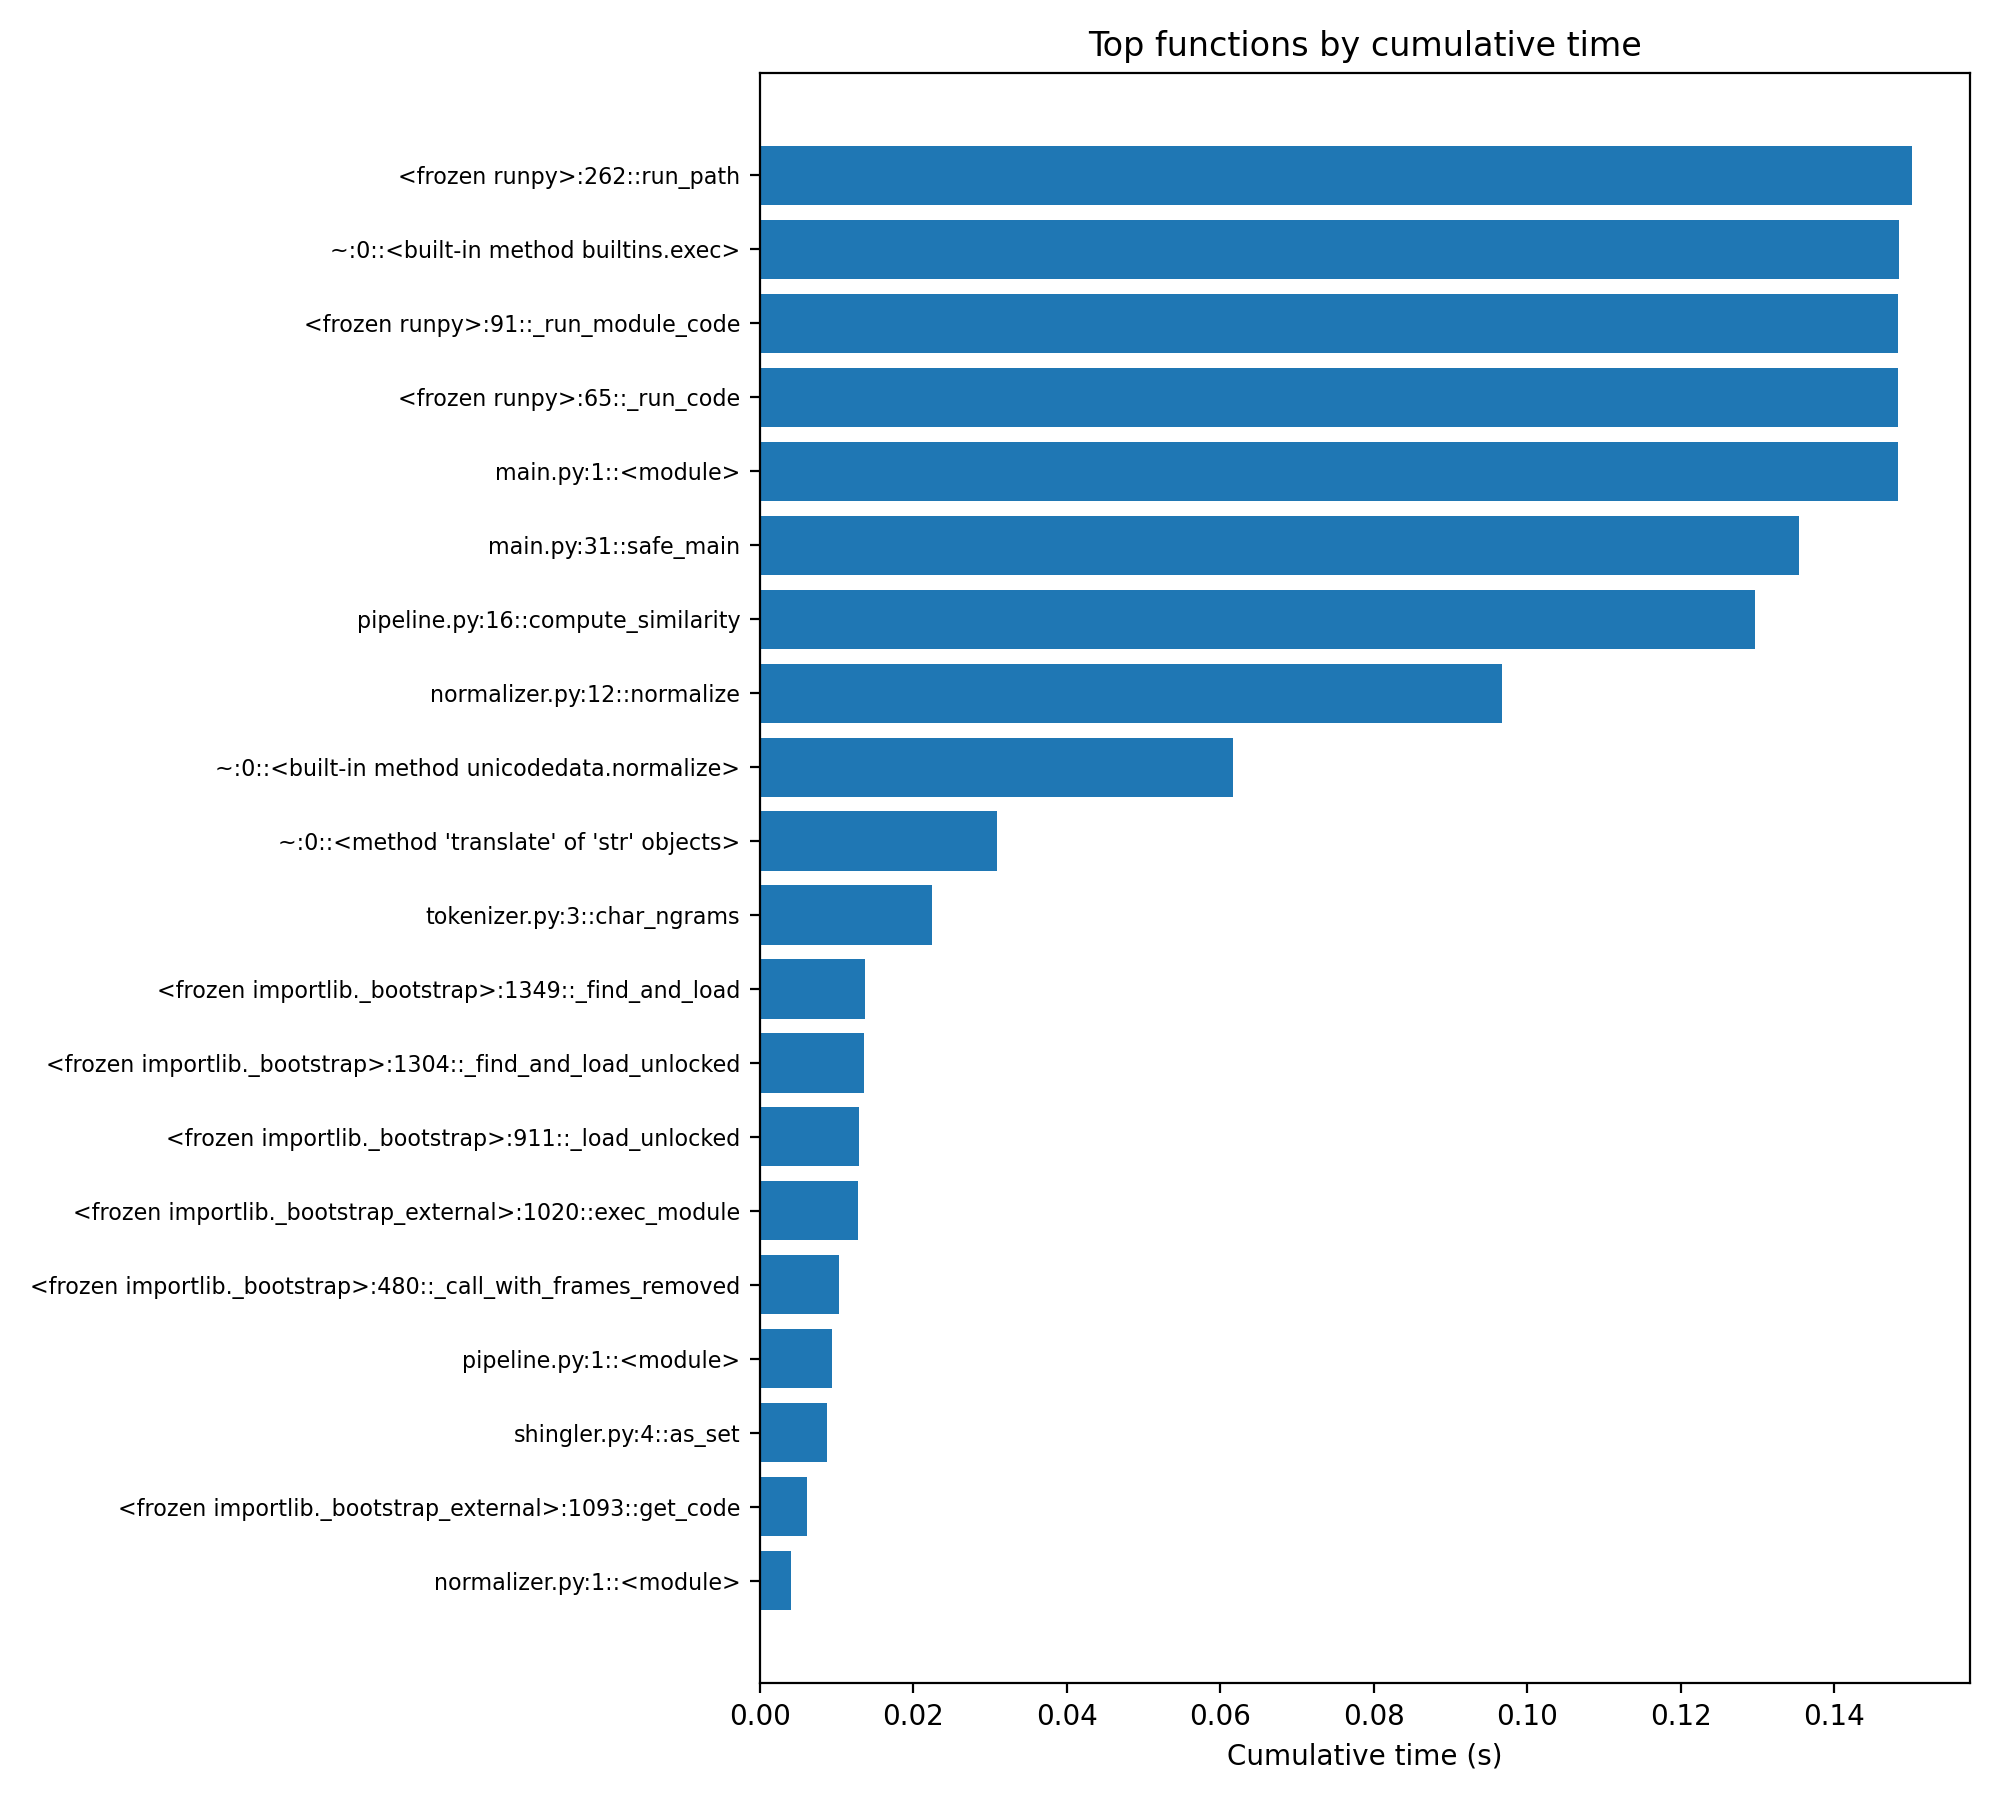 Top functions by cumulative time
<frozen runpy>:262::run_path
~:0::<built-in method builtins.exec>
<frozen runpy>:91::_run_module_code
<frozen runpy>:65::_run_code
main.py:1::<module>
main.py:31::safe_main
pipeline.py:16::compute_similarity
normalizer.py:12::normalize
~:0::<built-in method unicodedata.normalize>
~:0::<method 'translate' of 'str' objects>
tokenizer.py:3::char_ngrams
<frozen importlib._bootstrap>:1349::_find_and_load
<frozen importlib._bootstrap>:1304::_find_and_load_unlocked
<frozen importlib._bootstrap>:911::_load_unlocked
<frozen importlib._bootstrap_external>:1020::exec_module
<frozen importlib._bootstrap>:480::_call_with_frames_removed
pipeline.py:1::<module>
shingler.py:4::as_set
<frozen importlib._bootstrap_external>:1093::get_code
normalizer.py:1::<module>
0.00 0.02 0.04 0.06 0.08 0.10 0.12 0.14
Cumulative time (s)